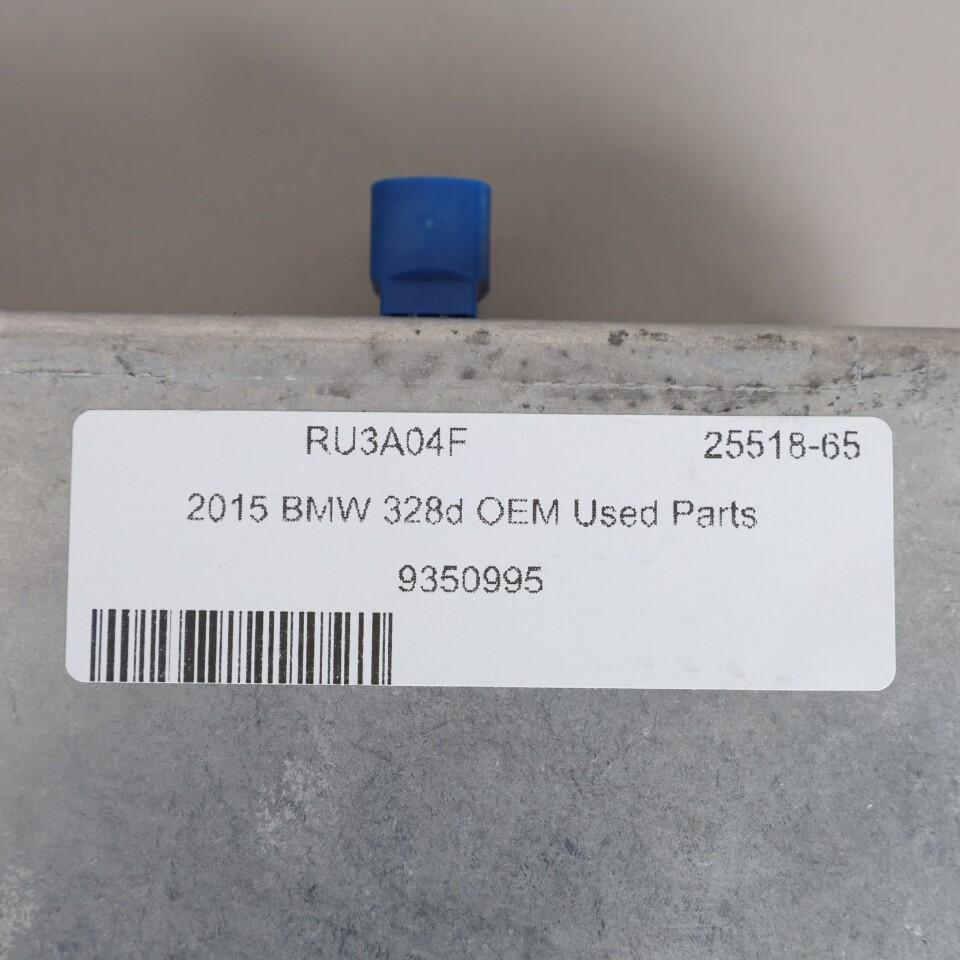 RU3A04F 25518-65
2015 BMW 328d OEM Used Parts
9350995